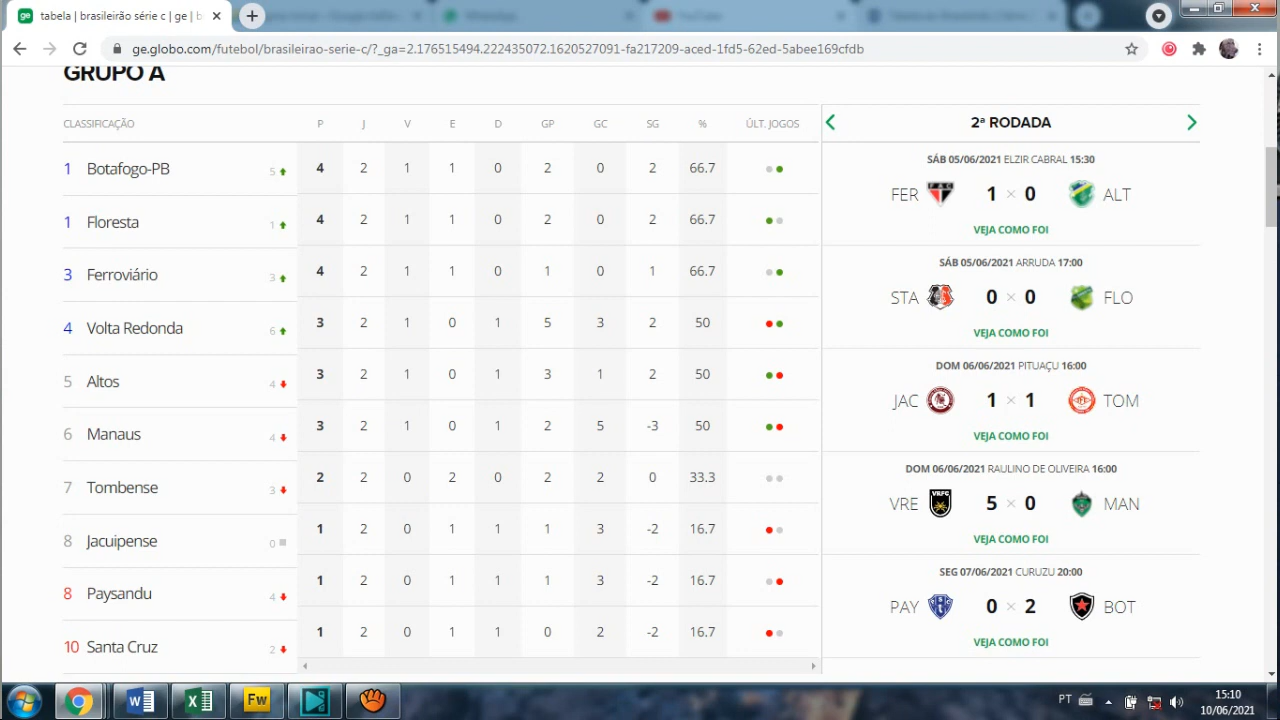 tabela | brasileirão série c | ge | b
ge.globo.com/futebol/brasileirao-serie-c/?_ga=2.176515494.222435072.1620527091-fa217209-aced-1fd5-62ed-5abee169cfdb
GRUPO A
CLASSIFICAÇÃO P J V E D GP GC SG % ÚLT. JOGOS
1 Botafogo-PB 5 4 2 1 1 0 2 0 2 66.7
1 Floresta 1 4 2 1 1 0 2 0 2 66.7
3 Ferroviário 3 4 2 1 1 0 1 0 1 66.7
4 Volta Redonda 6 3 2 1 0 1 5 3 2 50
5 Altos 4 3 2 1 0 1 3 1 2 50
6 Manaus 4 3 2 1 0 1 2 5 -3 50
7 Tombense 3 2 2 0 2 0 2 2 0 33.3
8 Jacuipense 0 1 2 0 1 1 1 3 -2 16.7
8 Paysandu 4 1 2 0 1 1 1 3 -2 16.7
10 Santa Cruz 2 1 2 0 1 1 0 2 -2 16.7
2ª RODADA
SÁB 05/06/2021 ELZIR CABRAL 15:30
FER 1 × 0 ALT
VEJA COMO FOI
SÁB 05/06/2021 ARRUDA 17:00
STA 0 × 0 FLO
VEJA COMO FOI
DOM 06/06/2021 PITUAÇU 16:00
JAC 1 × 1 TOM
VEJA COMO FOI
DOM 06/06/2021 RAULINO DE OLIVEIRA 16:00
VRE 5 × 0 MAN
VEJA COMO FOI
SEG 07/06/2021 CURUZU 20:00
PAY 0 × 2 BOT
VEJA COMO FOI
Fw
PT
15:10
10/06/2021